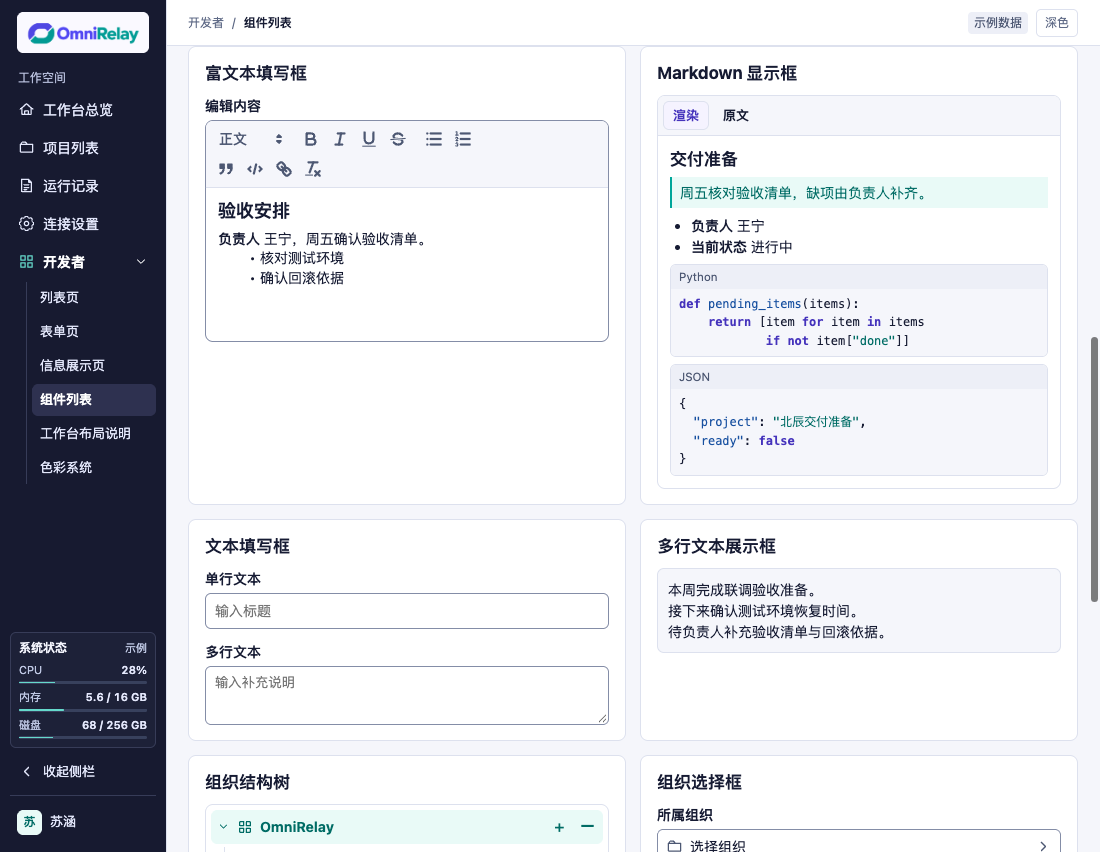 OmniRelay
工作空间
工作台总览
项目列表
运行记录
连接设置
开发者
列表页
表单页
信息展示页
组件列表
工作台布局说明
色彩系统
系统状态 示例
CPU 28%
内存 5.6 / 16 GB
磁盘 68 / 256 GB
收起侧栏
苏 苏涵
开发者 / 组件列表
示例数据 深色
富文本填写框
编辑内容
正文
验收安排
负责人 王宁，周五确认验收清单。
• 核对测试环境
• 确认回滚依据
Markdown 显示框
渲染 原文
交付准备
周五核对验收清单，缺项由负责人补齐。
• 负责人 王宁
• 当前状态 进行中
Python
def pending_items(items):
    return [item for item in items
            if not item["done"]]
JSON
{
  "project": "北辰交付准备",
  "ready": false
}
文本填写框
单行文本
输入标题
多行文本
输入补充说明
多行文本展示框
本周完成联调验收准备。
接下来确认测试环境恢复时间。
待负责人补充验收清单与回滚依据。
组织结构树
OmniRelay
组织选择框
所属组织
选择组织